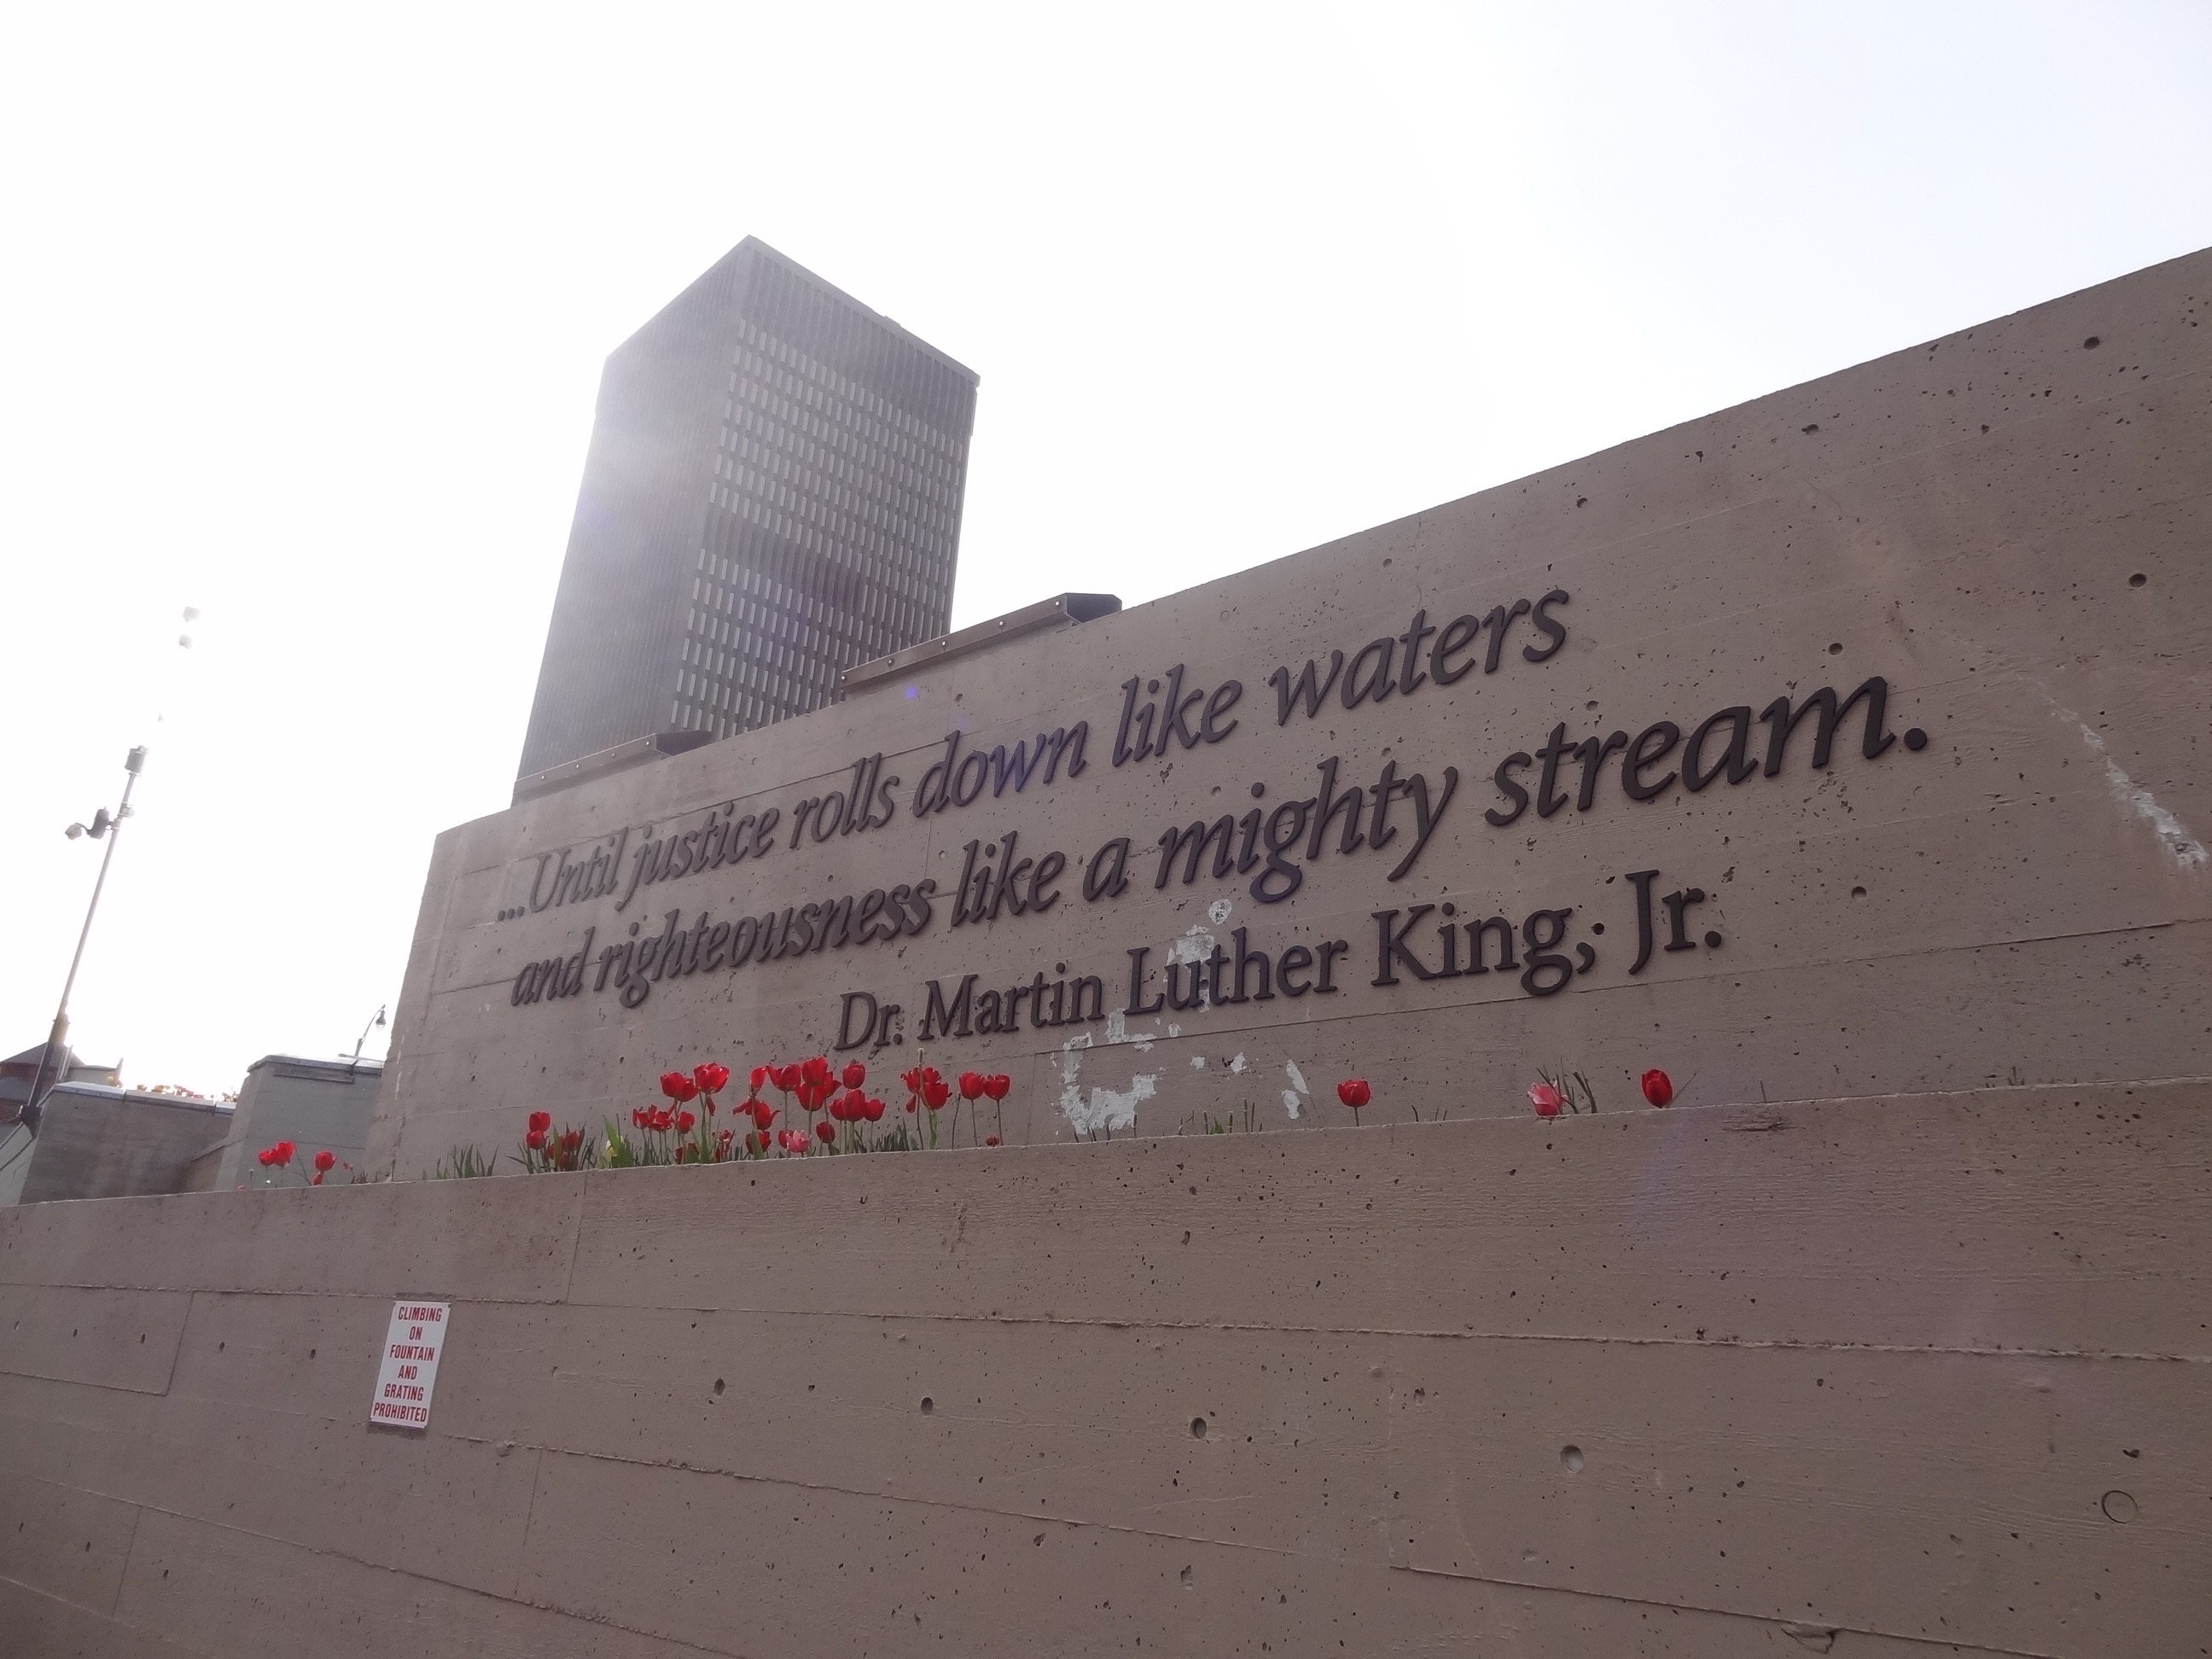 ...Until justice rolls down like waters
and righteousness like a mighty stream.
Dr. Martin Luther King, Jr.
CLIMBING
ON
FOUNTAIN
AND
GRATING
PROHIBITED